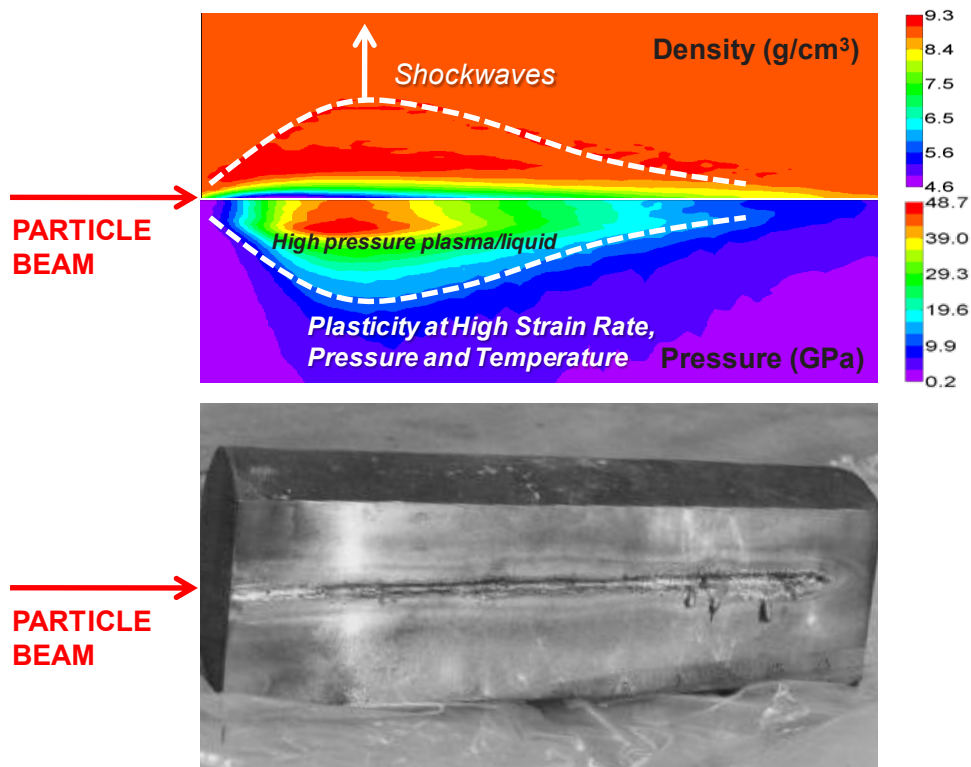 Density (g/cm³)
Shockwaves
9.3
8.4
7.5
6.5
5.6
4.6
PARTICLE
BEAM
High pressure plasma/liquid
Plasticity at High Strain Rate,
Pressure and Temperature
Pressure (GPa)
48.7
39.0
29.3
19.6
9.9
0.2
PARTICLE
BEAM